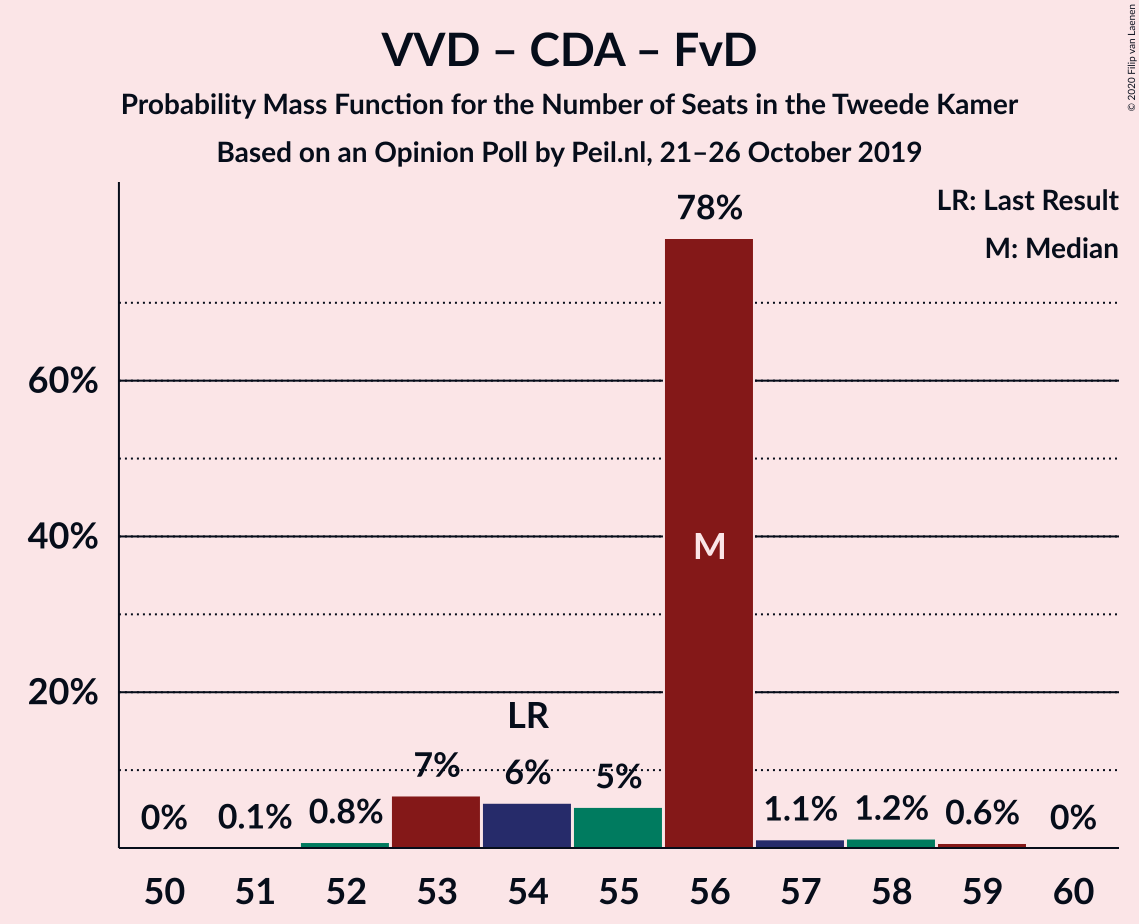 VVD – CDA – FvD
Probability Mass Function for the Number of Seats in the Tweede Kamer
Based on an Opinion Poll by Peil.nl, 21–26 October 2019
© 2020 Filip van Laenen
LR: Last Result
M: Median
78%
60%
40%
20%
M
LR
0%
0.1%
0.8%
7%
6%
5%
1.1%
1.2%
0.6%
0%
50 51 52 53 54 55 56 57 58 59 60